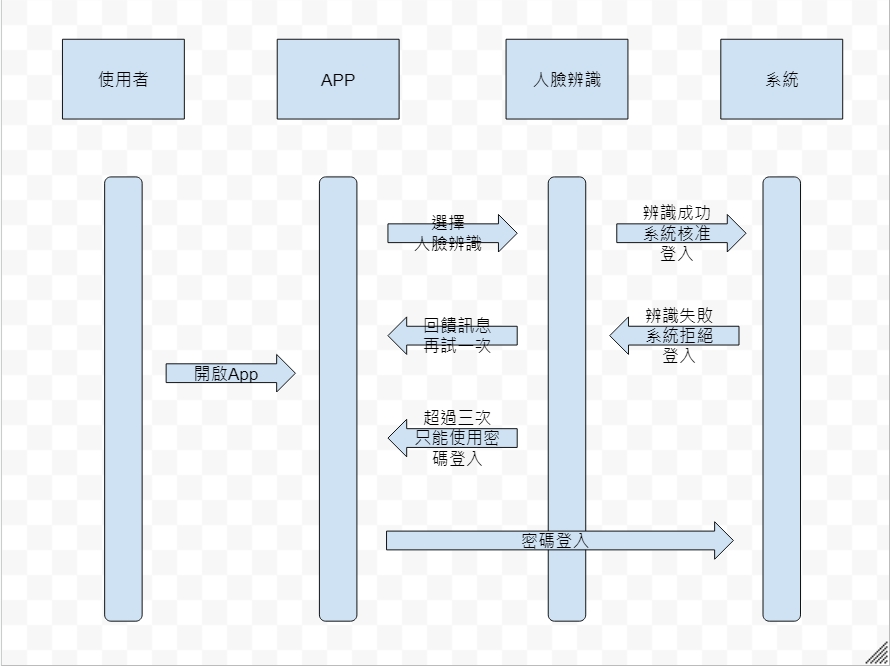 使用者
APP
人臉辨識
系統
選擇
人臉辨識
辨識成功
系統核准
登入
回饋訊息
再試一次
辨識失敗
系統拒絕
登入
開啟App
超過三次
只能使用密
碼登入
密碼登入